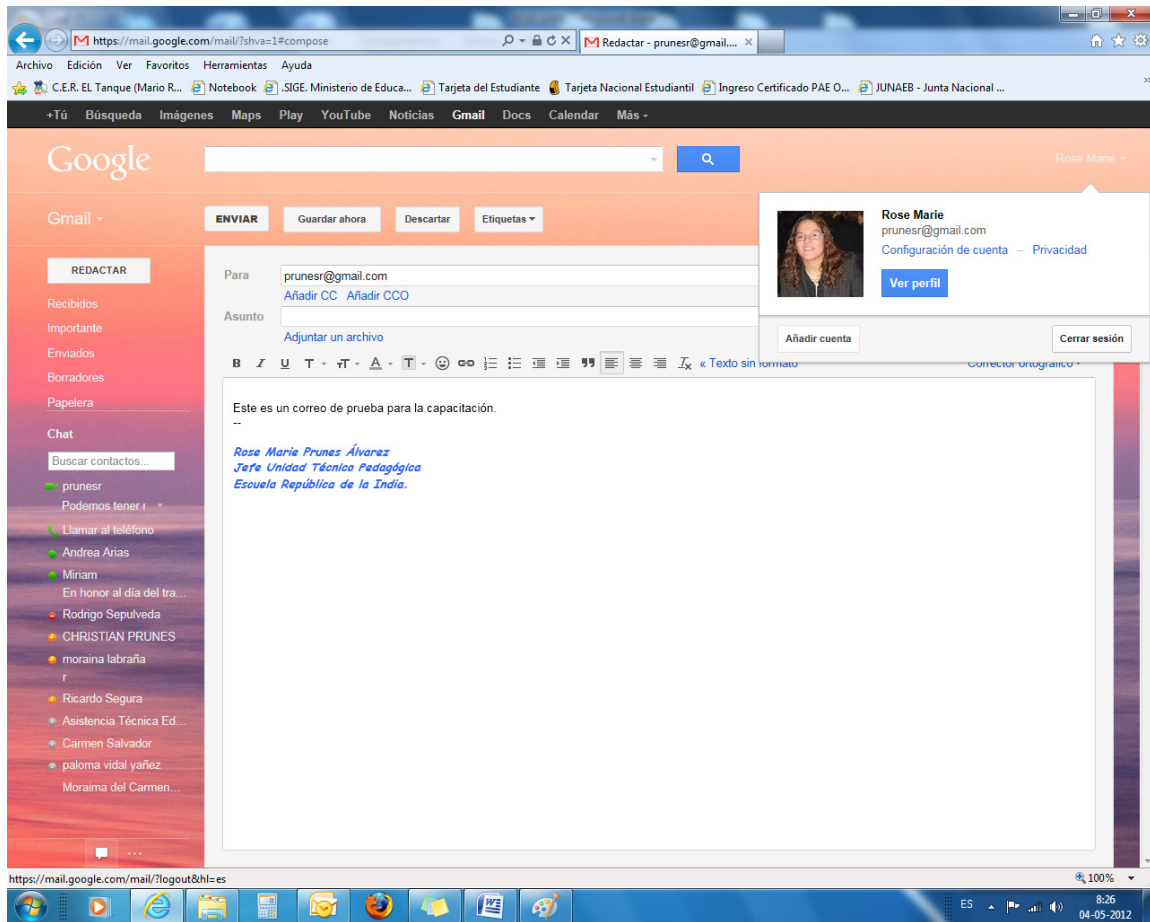 https://mail.google.com/mail/?shva=1#compose
Redactar - prunesr@gmail....
Archivo Edición Ver Favoritos Herramientas Ayuda
C.E.R. EL Tanque (Mario R... Notebook .SIGE. Ministerio de Educa... Tarjeta del Estudiante Tarjeta Nacional Estudiantil Ingreso Certificado PAE O... JUNAEB - Junta Nacional ... »
+Tú Búsqueda Imágenes Maps Play YouTube Noticias Gmail Docs Calendar Más
Google
Rose Marie
Gmail
ENVIAR Guardar ahora Descartar Etiquetas
Rose Marie
prunesr@gmail.com
Configuración de cuenta – Privacidad
Ver perfil
Añadir cuenta Cerrar sesión
REDACTAR
Recibidos
Importante
Enviados
Borradores
Papelera
Chat
Buscar contactos...
prunesr
Podemos tener
Llamar al teléfono
Andrea Arias
Miriam
En honor al día del tra...
Rodrigo Sepulveda
CHRISTIAN PRUNES
moraina labraña
r
Ricardo Segura
Asistencia Técnica Ed...
Carmen Salvador
paloma vidal yañez
Moraima del Carmen...
Para prunesr@gmail.com
Añadir CC Añadir CCO
Asunto
Adjuntar un archivo
B I U T TT A T Tx « Texto sin formato Corrector ortográfico
Este es un correo de prueba para la capacitación.
--
Rose Marie Prunes Álvarez
Jefe Unidad Técnico Pedagógica
Escuela República de la India.
https://mail.google.com/mail/?logout&hl=es
100%
ES 8:26
04-05-2012